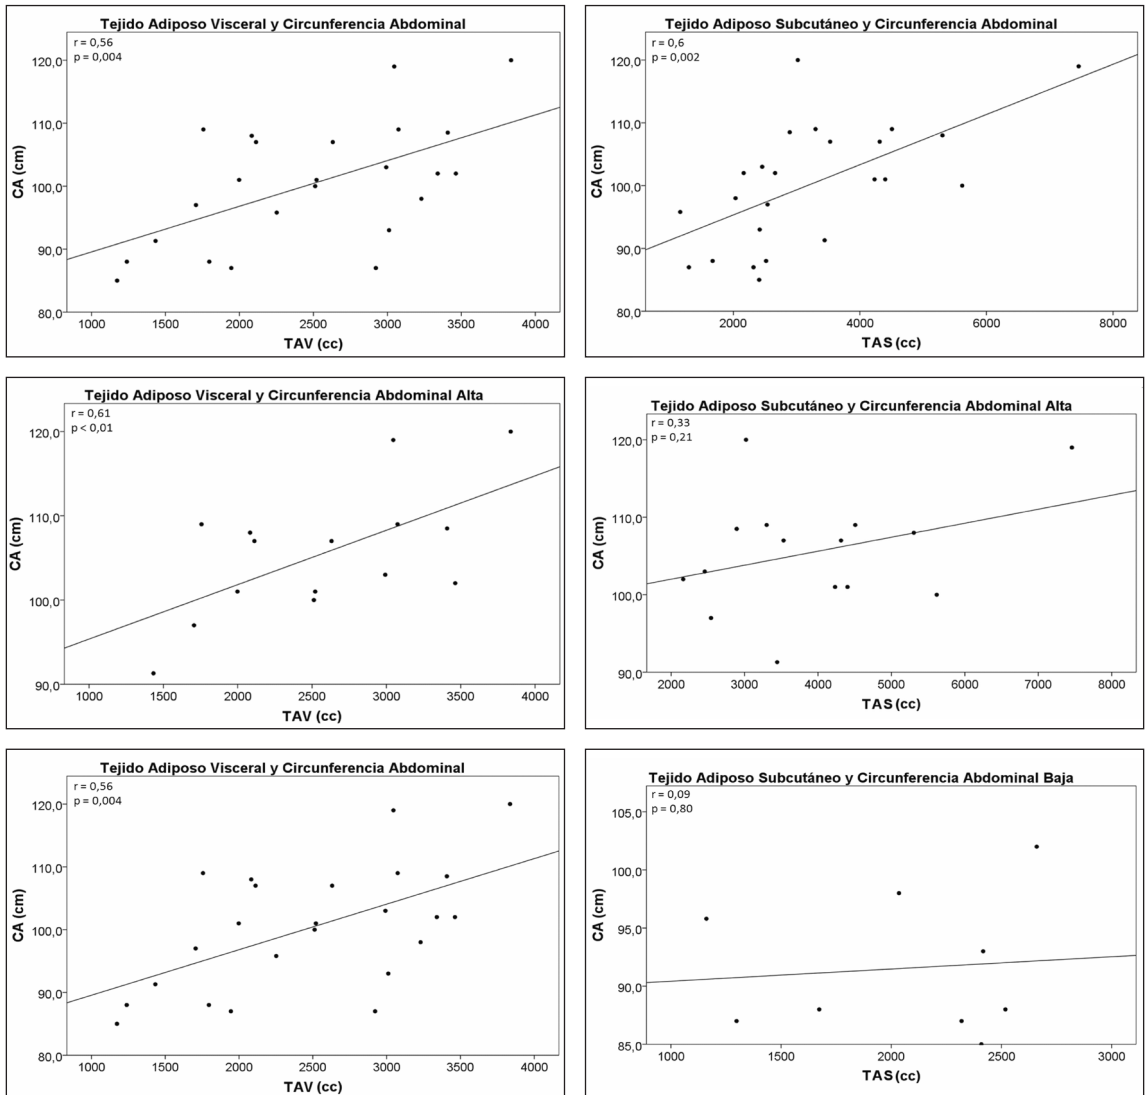 Tejido Adiposo Visceral y Circunferencia Abdominal
r = 0,56
p = 0,004
120,0
110,0
100,0
90,0
80,0
CA (cm)
1000 1500 2000 2500 3000 3500 4000
TAV (cc)
Tejido Adiposo Subcutáneo y Circunferencia Abdominal
r = 0,6
p = 0,002
120,0
110,0
100,0
90,0
80,0
CA (cm)
2000 4000 6000 8000
TAS (cc)
Tejido Adiposo Visceral y Circunferencia Abdominal Alta
r = 0,61
p < 0,01
120,0
110,0
100,0
90,0
CA (cm)
1000 1500 2000 2500 3000 3500 4000
TAV (cc)
Tejido Adiposo Subcutáneo y Circunferencia Abdominal Alta
r = 0,33
p = 0,21
120,0
110,0
100,0
90,0
CA (cm)
2000 3000 4000 5000 6000 7000 8000
TAS (cc)
Tejido Adiposo Visceral y Circunferencia Abdominal
r = 0,56
p = 0,004
120,0
110,0
100,0
90,0
80,0
CA (cm)
1000 1500 2000 2500 3000 3500 4000
TAV (cc)
Tejido Adiposo Subcutáneo y Circunferencia Abdominal Baja
r = 0,09
p = 0,80
105,0
100,0
95,0
90,0
85,0
CA (cm)
1000 1500 2000 2500 3000
TAS (cc)